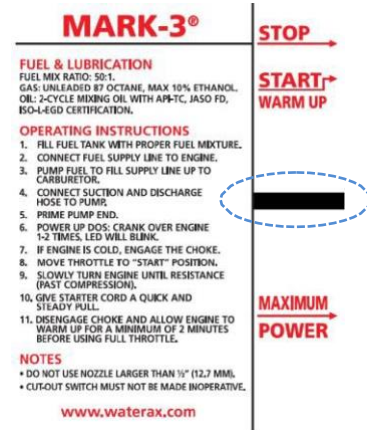 MARK-3®
FUEL & LUBRICATION
FUEL MIX RATIO: 50:1.
GAS: UNLEADED 87 OCTANE, MAX 10% ETHANOL.
OIL: 2-CYCLE MIXING OIL WITH API-TC, JASO FD,
ISO-L-EGD CERTIFICATION.
OPERATING INSTRUCTIONS
1. FILL FUEL TANK WITH PROPER FUEL MIXTURE.
2. CONNECT FUEL SUPPLY LINE TO ENGINE.
3. PUMP FUEL TO FILL SUPPLY LINE UP TO
CARBURETOR.
4. CONNECT SUCTION AND DISCHARGE
HOSE TO PUMP.
5. PRIME PUMP END.
6. POWER UP DOS: CRANK OVER ENGINE
1-2 TIMES, LED WILL BLINK.
7. IF ENGINE IS COLD, ENGAGE THE CHOKE.
8. MOVE THROTTLE TO "START" POSITION.
9. SLOWLY TURN ENGINE UNTIL RESISTANCE
(PAST COMPRESSION).
10. GIVE STARTER CORD A QUICK AND
STEADY PULL.
11. DISENGAGE CHOKE AND ALLOW ENGINE TO
WARM UP FOR A MINIMUM OF 2 MINUTES
BEFORE USING FULL THROTTLE.
NOTES
• DO NOT USE NOZZLE LARGER THAN ½" (12,7 MM).
• CUT-OUT SWITCH MUST NOT BE MADE INOPERATIVE.
www.waterax.com
STOP
START
WARM UP
MAXIMUM
POWER